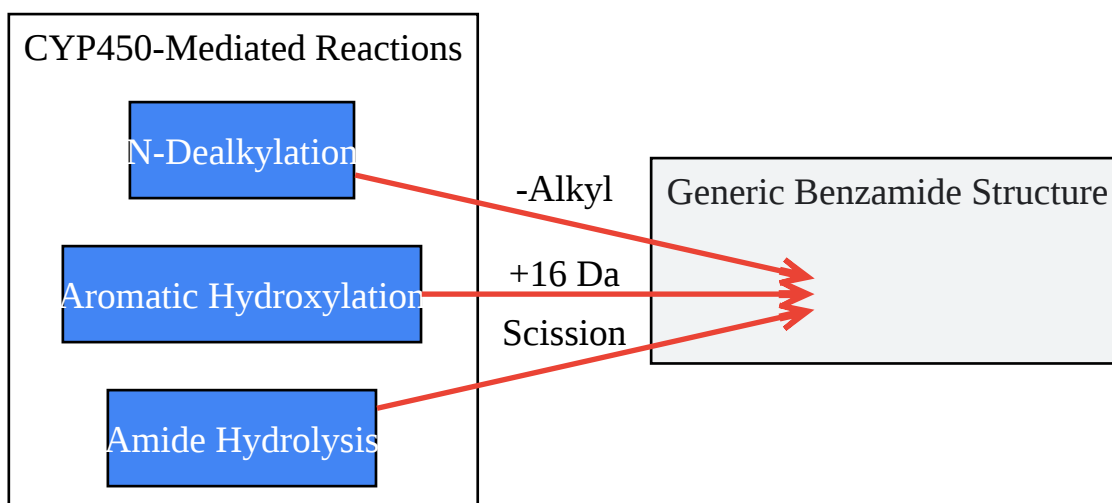 CYP450-Mediated Reactions
N-Dealkylation
-Alkyl
Generic Benzamide Structure
Aromatic Hydroxylation
+16 Da
Scission
Amide Hydrolysis